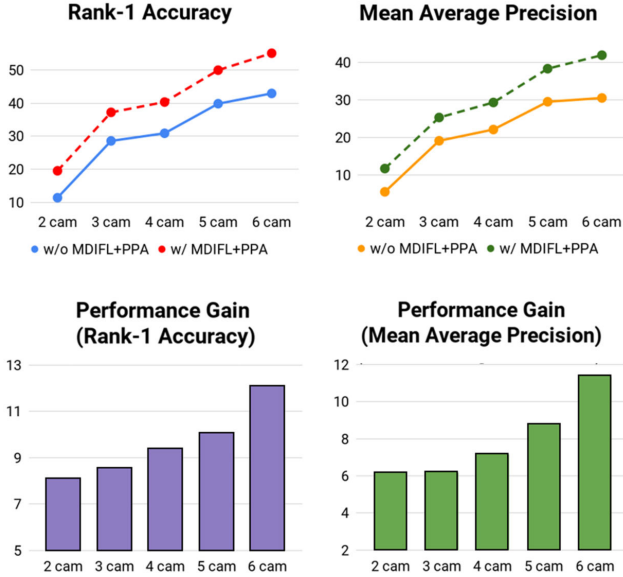 Rank-1 Accuracy
50
40
30
20
10
2 cam 3 cam 4 cam 5 cam 6 cam
w/o MDIFL+PPA w/ MDIFL+PPA
Mean Average Precision
40
30
20
10
2 cam 3 cam 4 cam 5 cam 6 cam
w/o MDIFL+PPA w/ MDIFL+PPA
Performance Gain
(Rank-1 Accuracy)
13
11
9
7
5
2 cam 3 cam 4 cam 5 cam 6 cam
Performance Gain
(Mean Average Precision)
12
10
8
6
4
2
2 cam 3 cam 4 cam 5 cam 6 cam